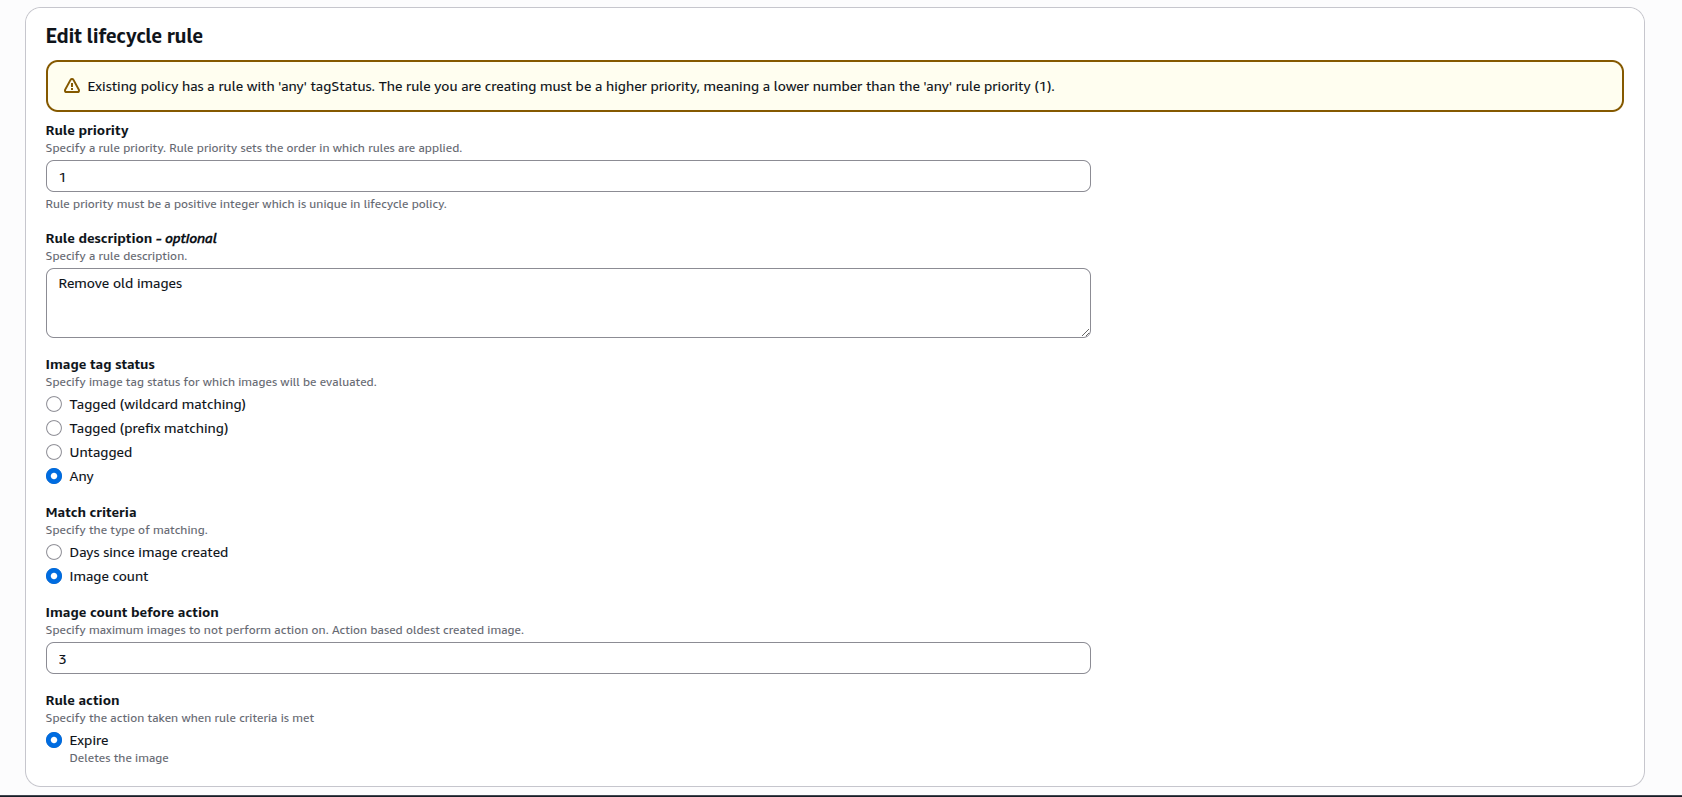 Edit lifecycle rule
Existing policy has a rule with 'any' tagStatus. The rule you are creating must be a higher priority, meaning a lower number than the 'any' rule priority (1).
Rule priority
Specify a rule priority. Rule priority sets the order in which rules are applied.
1
Rule priority must be a positive integer which is unique in lifecycle policy.
Rule description - optional
Specify a rule description.
Remove old images
Image tag status
Specify image tag status for which images will be evaluated.
Tagged (wildcard matching)
Tagged (prefix matching)
Untagged
Any
Match criteria
Specify the type of matching.
Days since image created
Image count
Image count before action
Specify maximum images to not perform action on. Action based oldest created image.
3
Rule action
Specify the action taken when rule criteria is met
Expire
Deletes the image